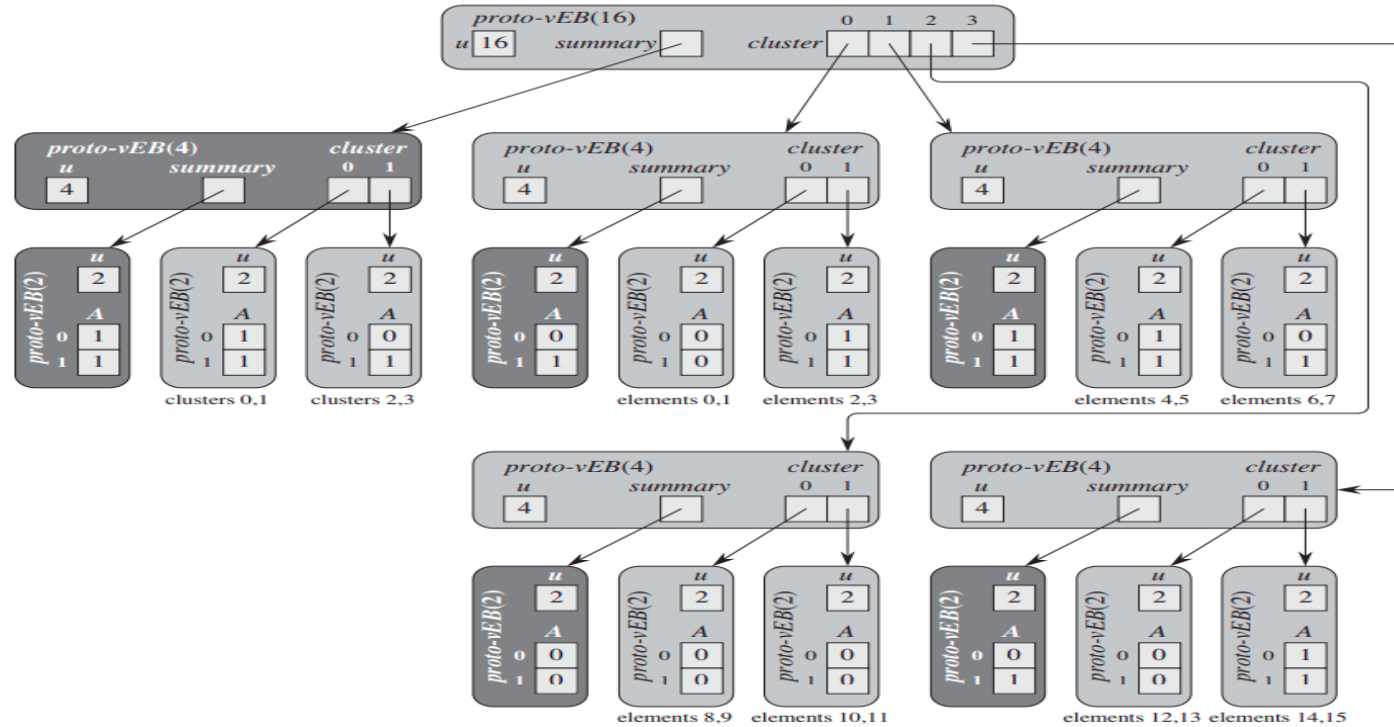 proto-vEB(16)
0 1 2 3
u 16 summary cluster
proto-vEB(4) cluster
u summary 0 1
4
proto-vEB(4) cluster
u summary 0 1
4
proto-vEB(4) cluster
u summary 0 1
4
proto-vEB(2)
u
2
A
0 1
1 1
proto-vEB(2)
u
2
A
0 1
1 1
clusters 0,1
proto-vEB(2)
u
2
A
0 0
1 1
clusters 2,3
proto-vEB(2)
u
2
A
0 0
1 1
proto-vEB(2)
u
2
A
0 0
1 0
elements 0,1
proto-vEB(2)
u
2
A
0 1
1 1
elements 2,3
proto-vEB(2)
u
2
A
0 1
1 1
proto-vEB(2)
u
2
A
0 1
1 1
elements 4,5
proto-vEB(2)
u
2
A
0 0
1 1
elements 6,7
proto-vEB(4) cluster
u summary 0 1
4
proto-vEB(4) cluster
u summary 0 1
4
proto-vEB(2)
u
2
A
0 0
1 0
proto-vEB(2)
u
2
A
0 0
1 0
elements 8,9
proto-vEB(2)
u
2
A
0 0
1 0
elements 10,11
proto-vEB(2)
u
2
A
0 0
1 1
proto-vEB(2)
u
2
A
0 0
1 0
elements 12,13
proto-vEB(2)
u
2
A
0 1
1 1
elements 14,15